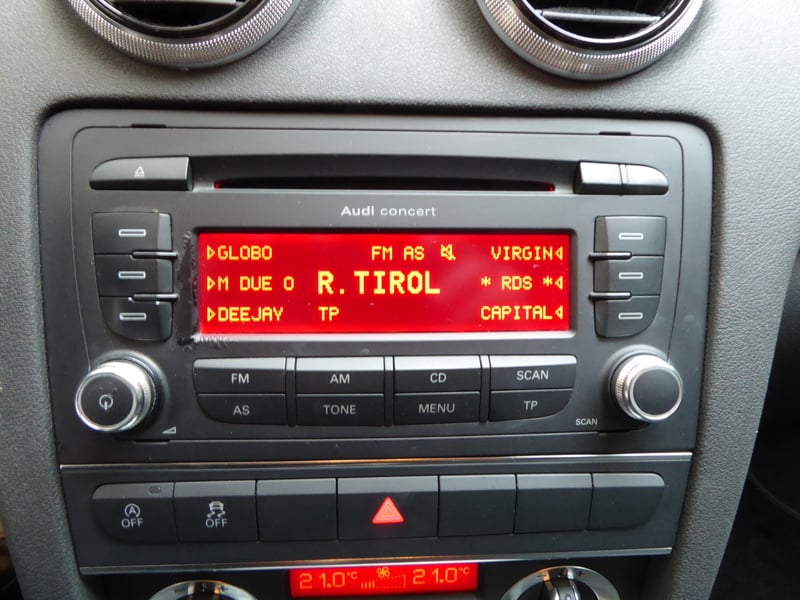 Audi concert
GLOBO FM AS VIRGIN
M DUE O R.TIROL * RDS *
DEEJAY TP CAPITAL
FM AM CD SCAN
AS TONE MENU TP
SCAN
A
OFF OFF
21.0°C 21.0°C